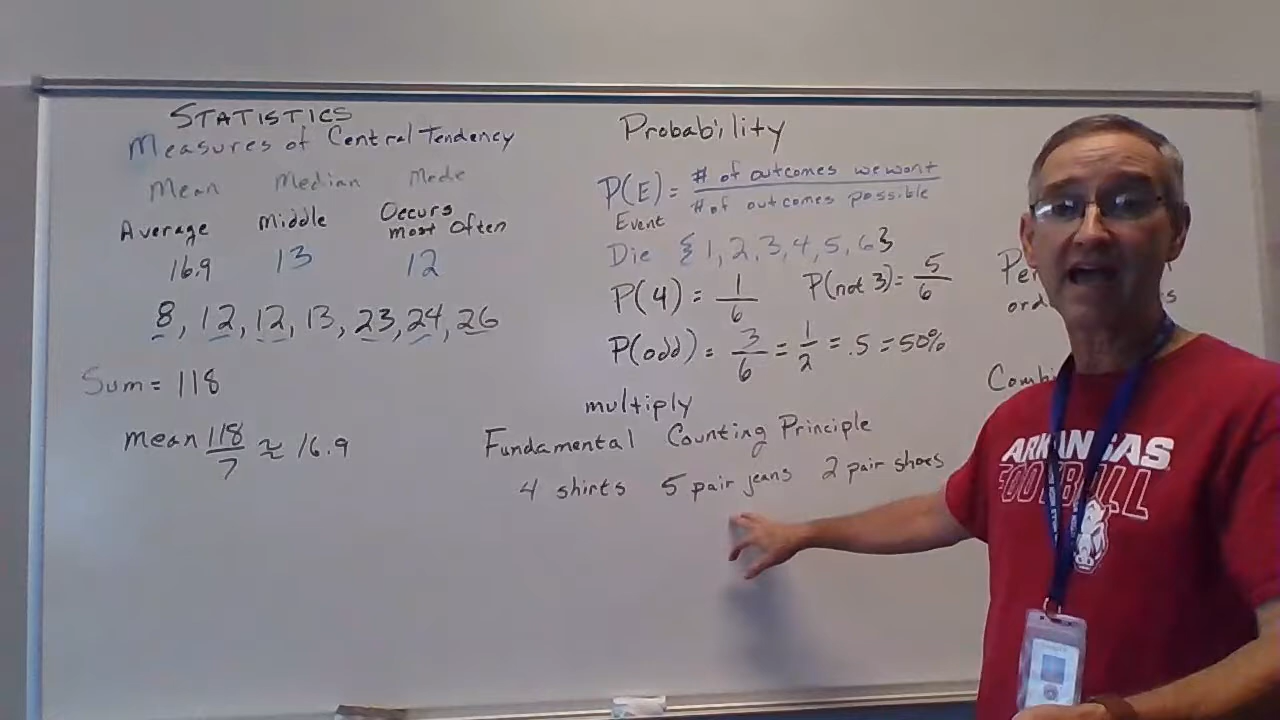 STATISTICS
Measures of Central Tendency
Mean Median Mode
Average Middle Occurs most Often
16.9 13 12
8, 12, 12, 13, 23, 24, 26
Sum = 118
mean 118/7 ≈ 16.9
Probability
P(E) = # of outcomes we want / # of outcomes possible
Event
Die {1, 2, 3, 4, 5, 6}
P(4) = 1/6 P(not 3) = 5/6
P(odd) = 3/6 = 1/2 = .5 = 50%
multiply
Fundamental Counting Principle
4 shirts 5 pair jeans 2 pair shoes
ARKANSAS
FOOTBALL